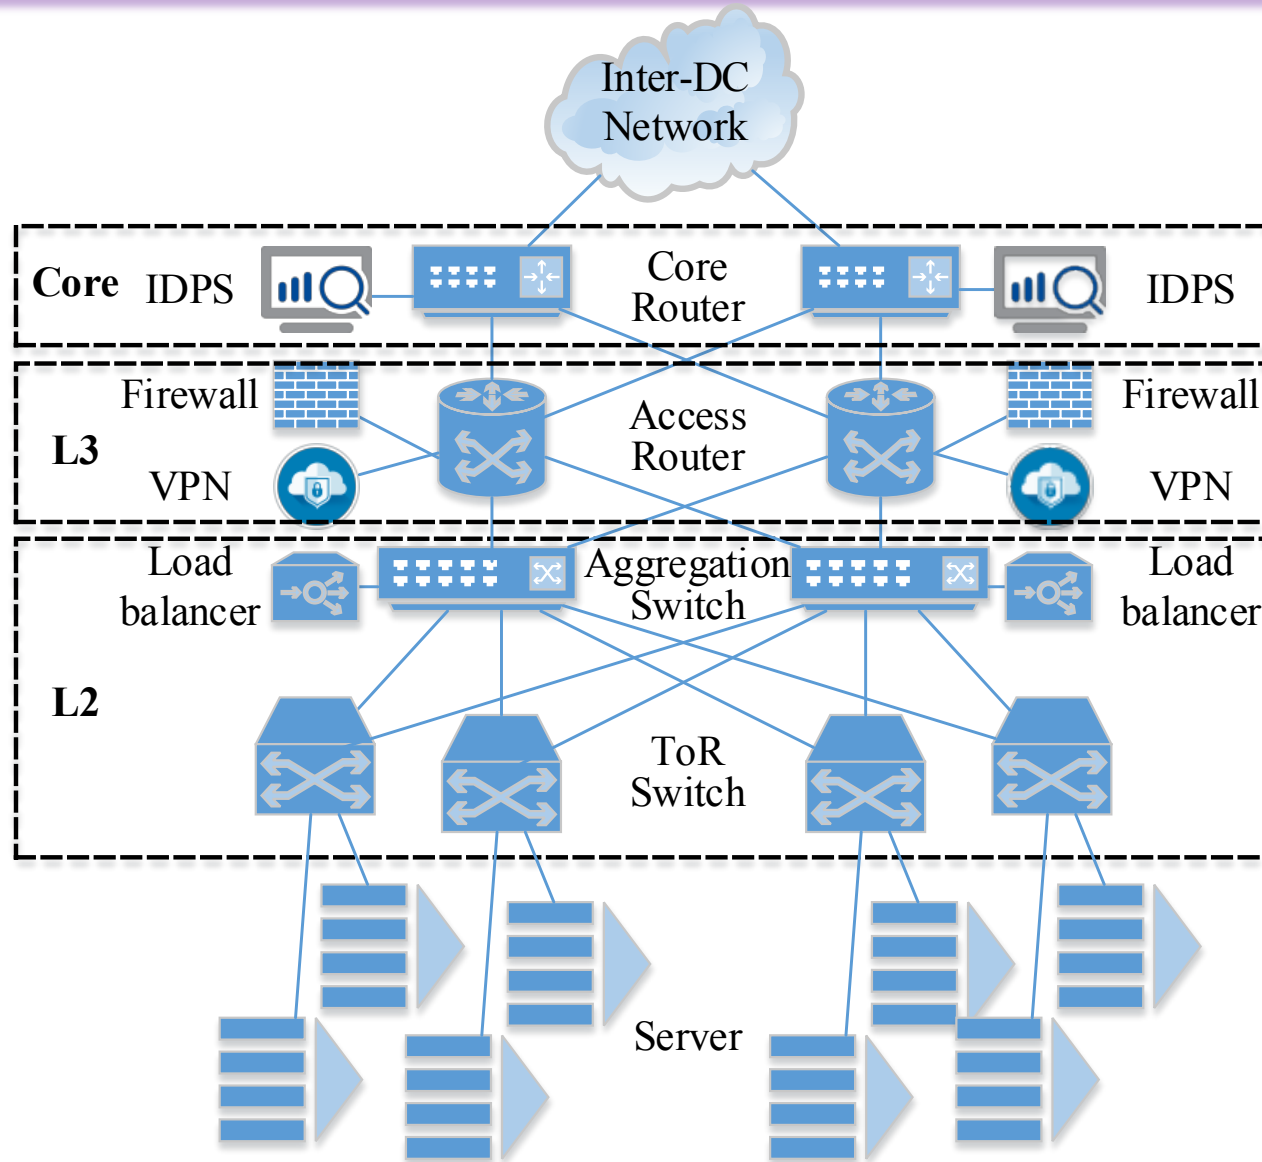 Inter-DC
Network
Core
IDPS
Core
Router
IDPS
Firewall
Access
Router
Firewall
L3
VPN
VPN
Load
balancer
Aggregation
Switch
Load
balancer
L2
ToR
Switch
Server